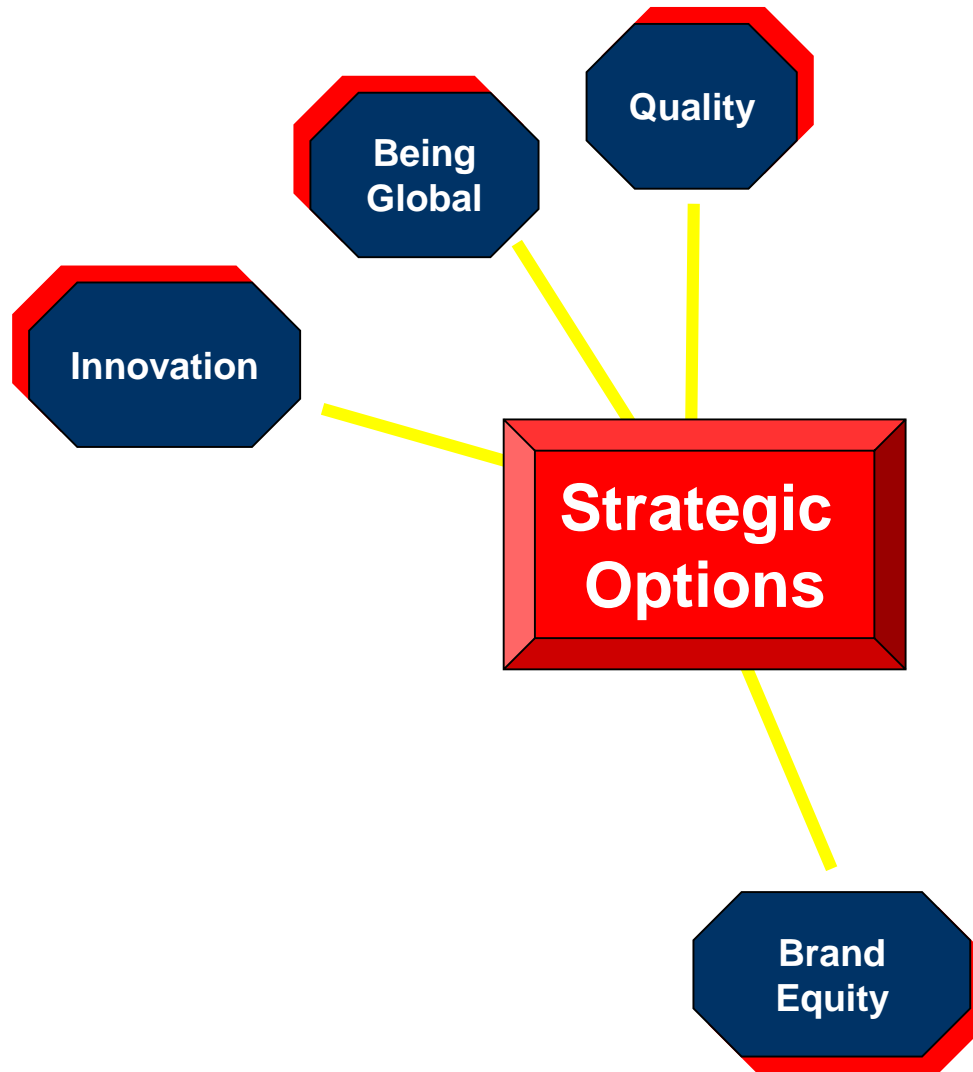 Quality
Being
Global
Innovation
Strategic
Options
Brand
Equity